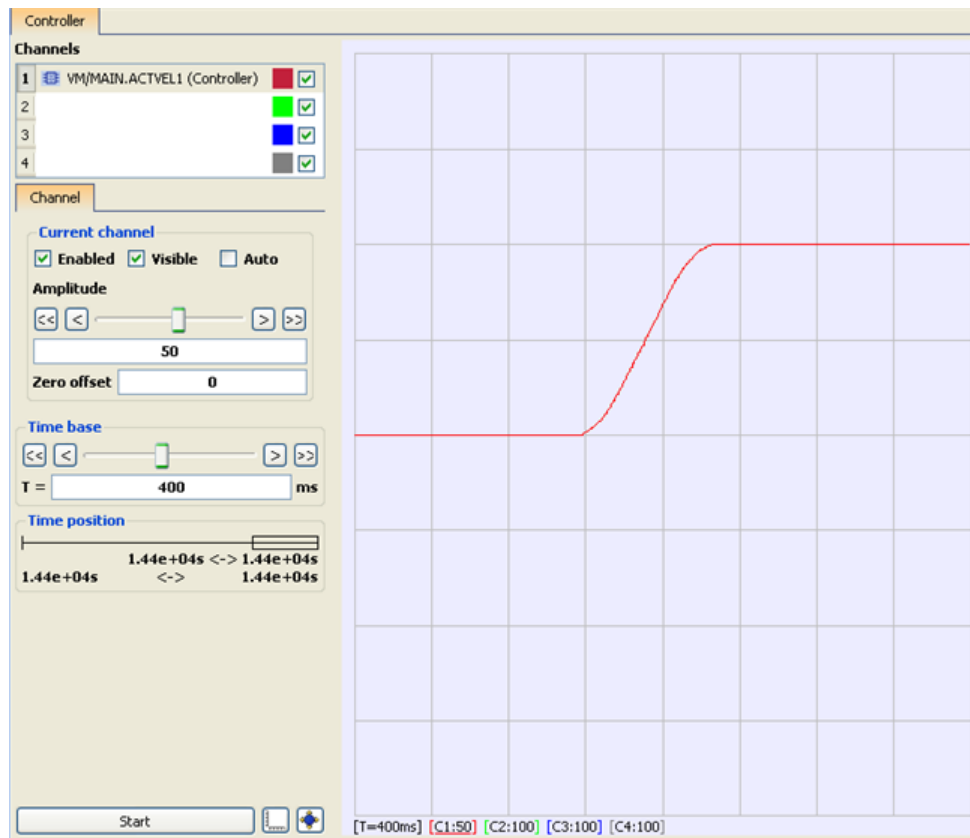 Controller
Channels
1 VM/MAIN.ACTVEL1 (Controller)
2
3
4
Channel
Current channel
Enabled Visible Auto
Amplitude
<< < > >>
50
Zero offset 0
Time base
<< < > >>
T = 400 ms
Time position
1.44e+04s <-> 1.44e+04s
1.44e+04s <-> 1.44e+04s
Start
[T=400ms] [C1:50] [C2:100] [C3:100] [C4:100]